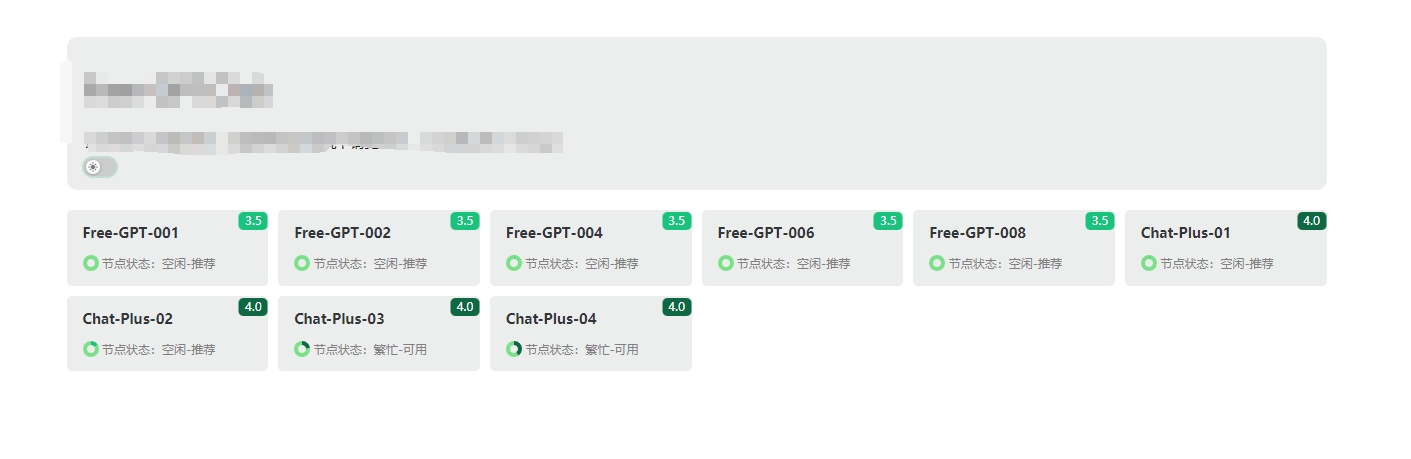 3.5
Free-GPT-001
节点状态：空闲-推荐
3.5
Free-GPT-002
节点状态：空闲-推荐
3.5
Free-GPT-004
节点状态：空闲-推荐
3.5
Free-GPT-006
节点状态：空闲-推荐
3.5
Free-GPT-008
节点状态：空闲-推荐
4.0
Chat-Plus-01
节点状态：空闲-推荐
4.0
Chat-Plus-02
节点状态：空闲-推荐
4.0
Chat-Plus-03
节点状态：繁忙-可用
4.0
Chat-Plus-04
节点状态：繁忙-可用